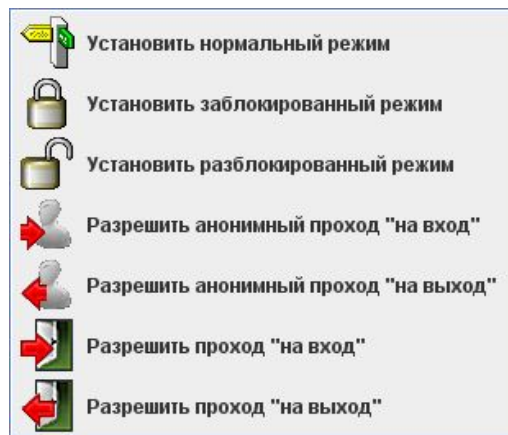 Установить нормальный режим
Установить заблокированный режим
Установить разблокированный режим
Разрешить анонимный проход "на вход"
Разрешить анонимный проход "на выход"
Разрешить проход "на вход"
Разрешить проход "на выход"